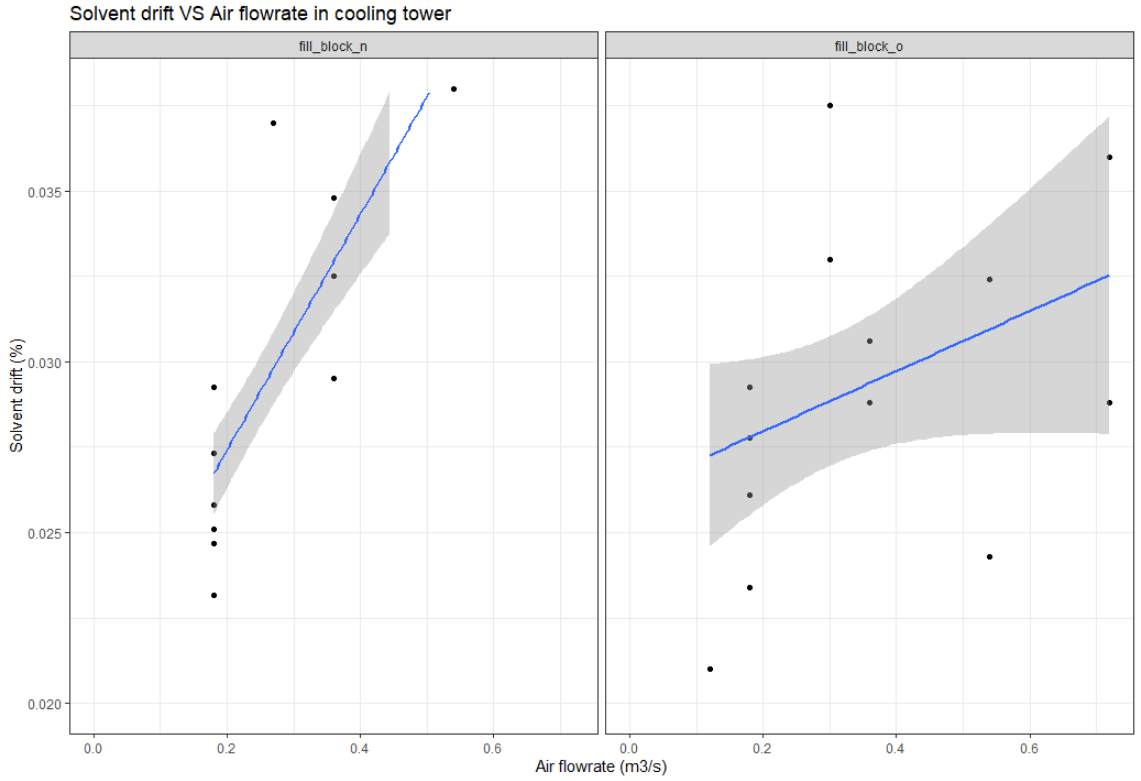 Solvent drift VS Air flowrate in cooling tower
fill_block_n
fill_block_o
Solvent drift (%)
0.035
0.030
0.025
0.020
0.0 0.2 0.4 0.6
0.0 0.2 0.4 0.6
Air flowrate (m3/s)